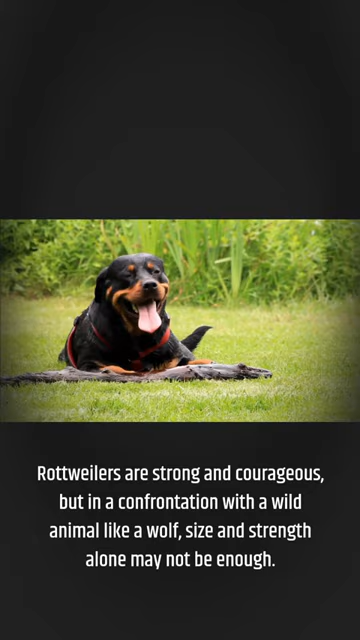 Rottweilers are strong and courageous,
but in a confrontation with a wild
animal like a wolf, size and strength
alone may not be enough.